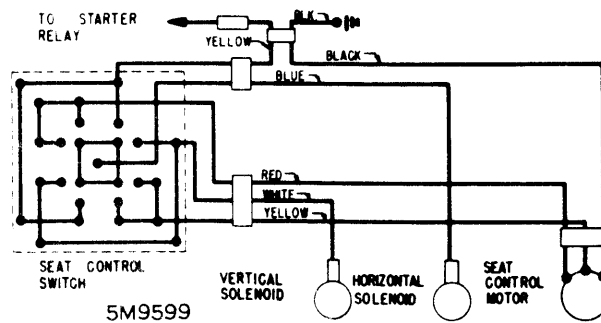 TO STARTER
RELAY
BLK
YELLOW
BLACK
BLUE
RED
WHITE
YELLOW
SEAT CONTROL
SWITCH
VERTICAL
SOLENOID
HORIZONTAL
SOLENOID
SEAT
CONTROL
MOTOR
5M9599